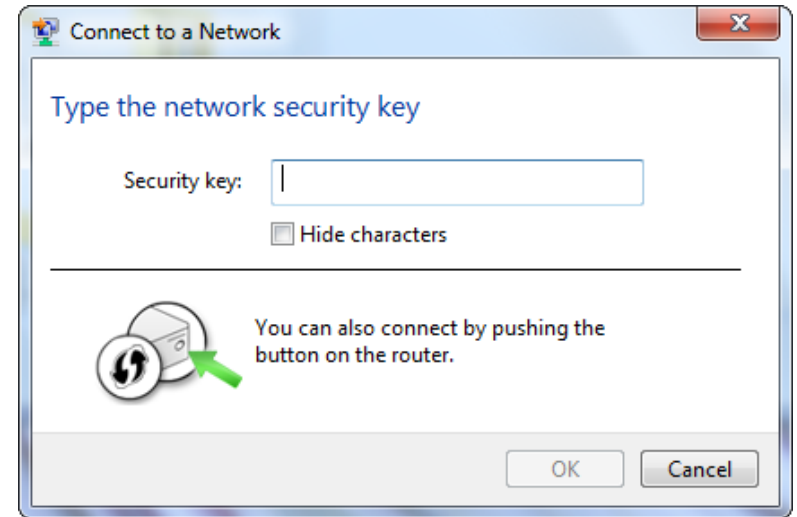 Connect to a Network
Type the network security key
Security key:
Hide characters
You can also connect by pushing the
button on the router.
OK
Cancel